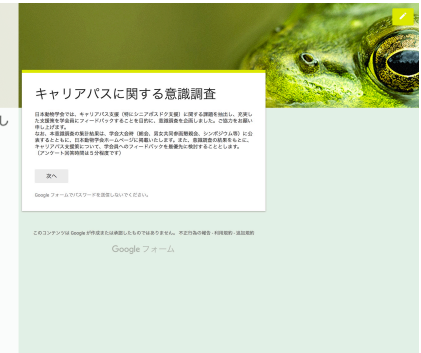 し
キャリアパスに関する意識調査
日本動物学会では、キャリアパス支援（特にシニアポスドク支援）に関する課題を抽出し、充実し
た支援策を学会員にフィードバックすることを目的に、意識調査を企画しました。ご協力をお願い
申し上げます。
なお、本意識調査の集計結果は、学会大会時（総会、男女共同参画懇親会、シンポジウム等）に公
表するとともに、日本動物学会ホームページに掲載いたします。また、意識調査の結果をもとに、
キャリアパス支援策について、学会員へのフィードバックを最優先に検討することとします。
（アンケート回答時間は５分程度です）
次へ
Google フォームでパスワードを送信しないでください。
このコンテンツは Google が作成または承認したものではありません。 不正行為の報告 - 利用規約 - 追加規約
Google フォーム